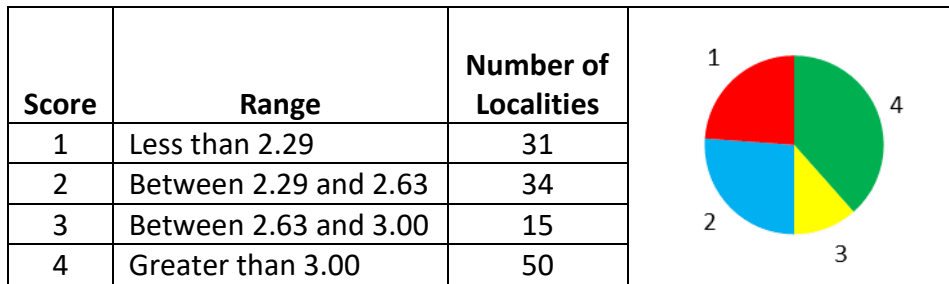 Score Range Number of Localities
1 Less than 2.29 31
2 Between 2.29 and 2.63 34
3 Between 2.63 and 3.00 15
4 Greater than 3.00 50
1
4
2
3